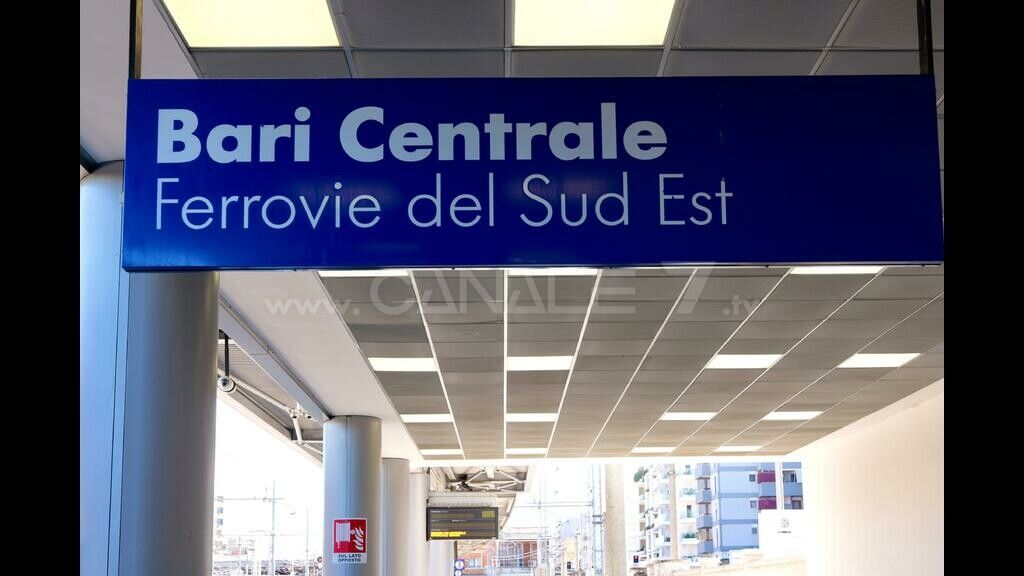 Bari Centrale
Ferrovie del Sud Est
www.CANALE7.tv
SUL LATO
OPPOSTO